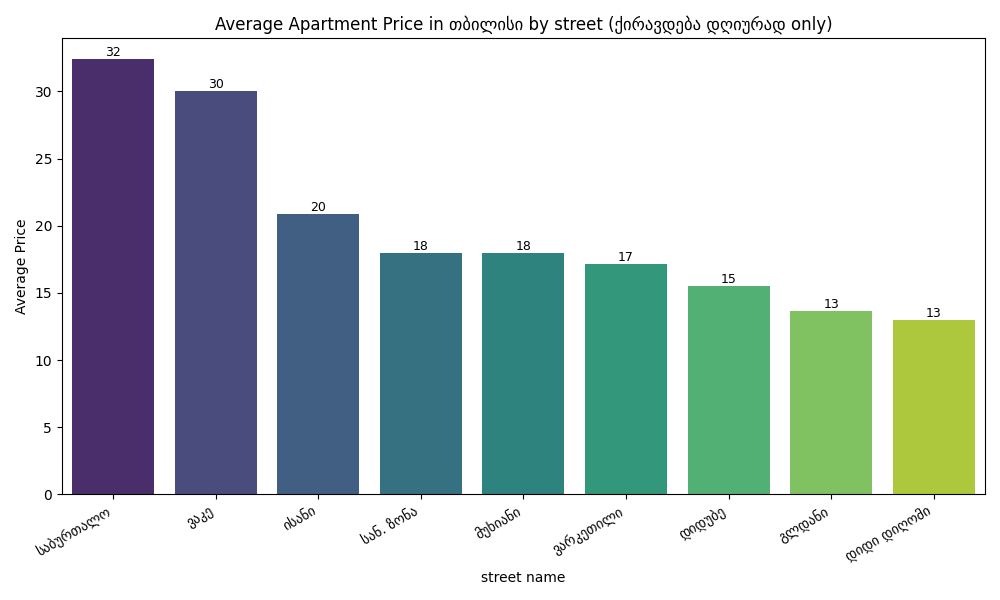 Average Apartment Price in თბილისი by street (ქირავდება დღიურად only)
32
30
20
18
18
17
15
13
13
30
25
20
15
10
5
0
Average Price
საბურთალო
ვაკე
ისანი
სან. ზონა
მუხიანი
ვარკეთილი
დიდუბე
გლდანი
დიდი დიღომი
street name